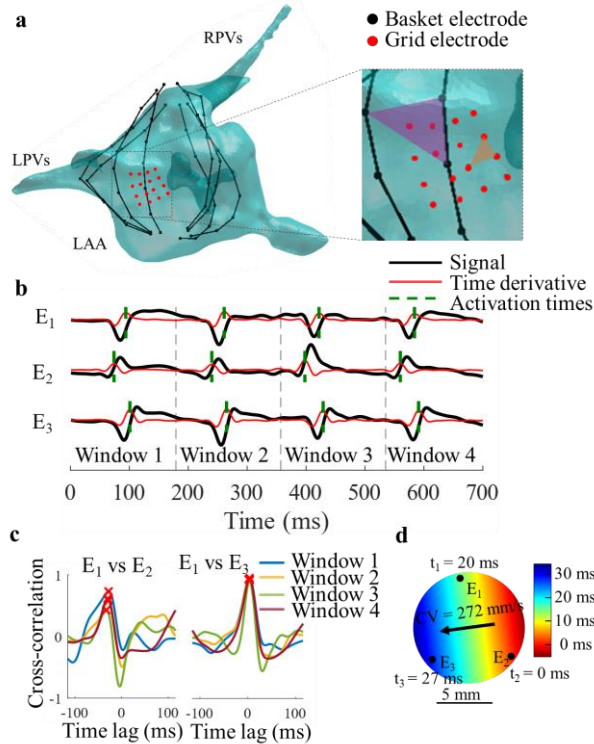 a
RPVs
LPVs
LAA
Basket electrode
Grid electrode
Signal
Time derivative
Activation times
b
E1
E2
E3
Window 1
Window 2
Window 3
Window 4
0 100 200 300 400 500 600 700
Time (ms)
c
E1 vs E2
E1 vs E3
Window 1
Window 2
Window 3
Window 4
Cross-correlation
1
0
-1
-100 0 100
-100 0 100
Time lag (ms)
Time lag (ms)
d
t1 = 20 ms
E1
CV = 272 mm/s
E3
E2
t3 = 27 ms
t2 = 0 ms
5 mm
30 ms
20 ms
10 ms
0 ms